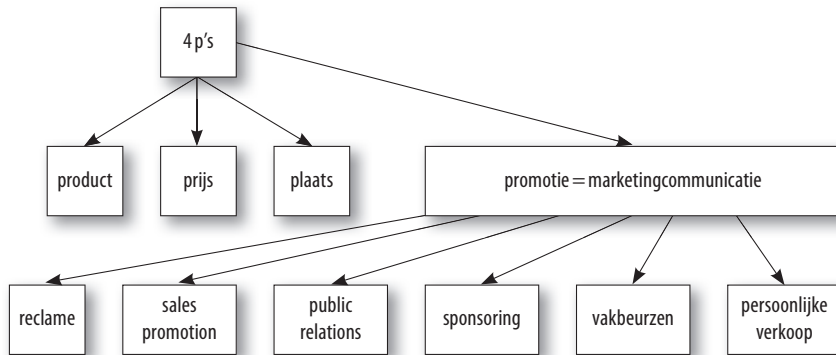 4 p's
product
prijs
plaats
promotie = marketingcommunicatie
reclame
sales
promotion
public
relations
sponsoring
vakbeurzen
persoonlijke
verkoop